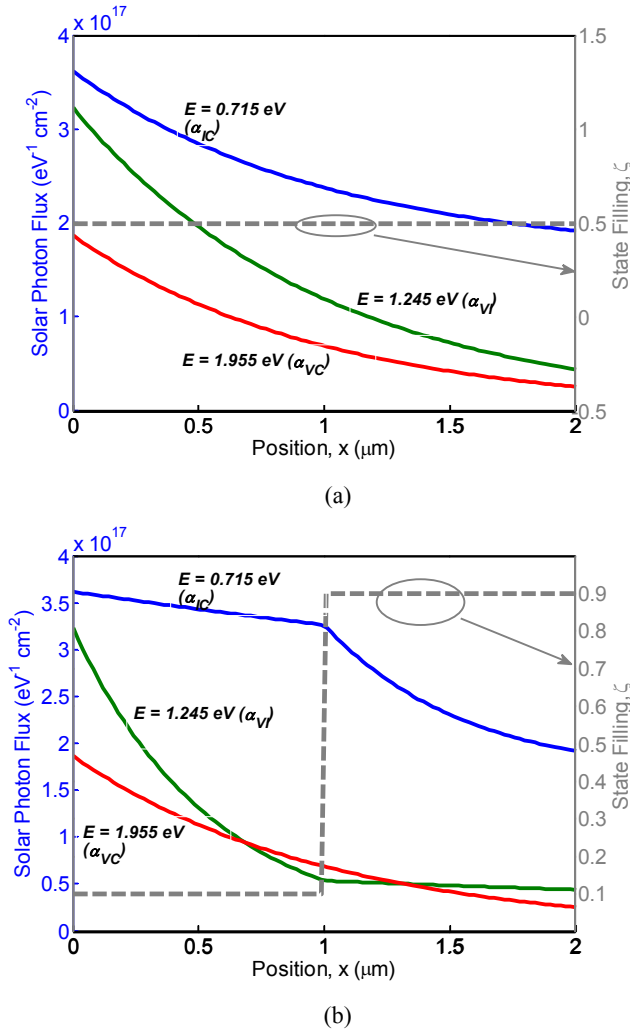 x 10^17
4
3
2
1
0
Solar Photon Flux (eV^-1 cm^-2)
E = 0.715 eV
(α_IC)
E = 1.245 eV (α_VI)
E = 1.955 eV (α_VC)
1.5
1
0.5
0
0.5
State Filling, ζ
0
0.5
1
1.5
2
Position, x (μm)
(a)
x 10^17
4
3.5
3
2.5
2
1.5
1
0.5
0
Solar Photon Flux (eV^-1 cm^-2)
E = 0.715 eV
(α_IC)
E = 1.245 eV (α_VI)
E = 1.955 eV
(α_VC)
0.9
0.8
0.7
0.6
0.5
0.4
0.3
0.2
0.1
State Filling, ζ
0
0.5
1
1.5
2
Position, x (μm)
(b)